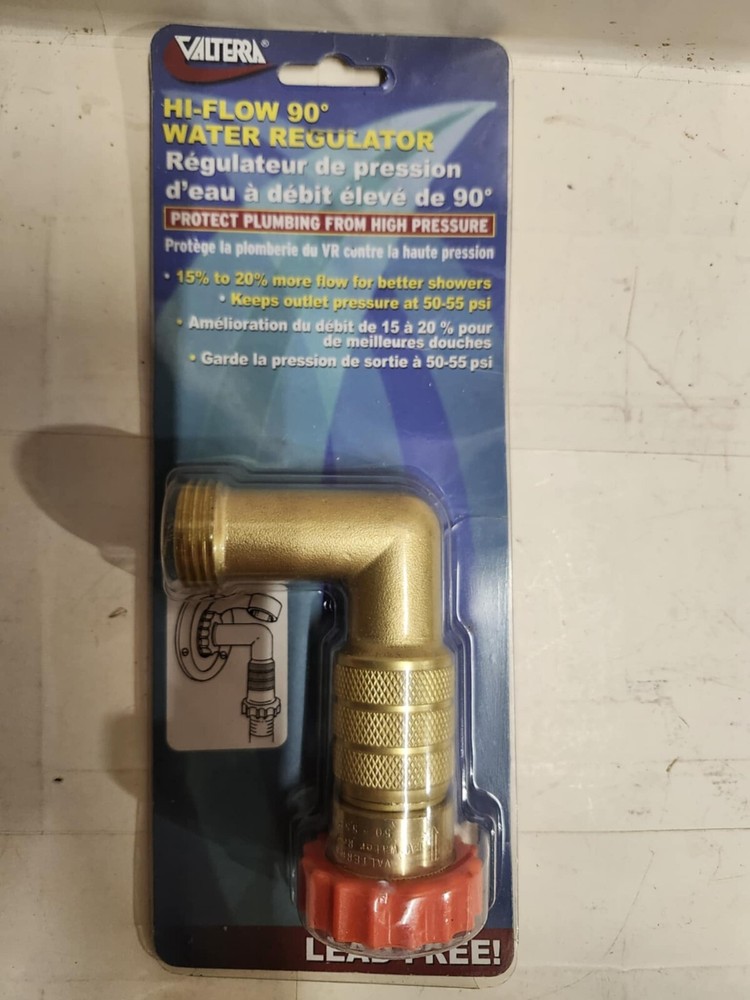 VALTERRA®
HI-FLOW 90°
WATER REGULATOR
Régulateur de pression
d'eau à débit élevé de 90°
PROTECT PLUMBING FROM HIGH PRESSURE
Protège la plomberie du VR contre la haute pression
• 15% to 20% more flow for better showers
• Keeps outlet pressure at 50-55 psi
• Amélioration du débit de 15 à 20 % pour
de meilleures douches
• Garde la pression de sortie à 50-55 psi
LEAD FREE!